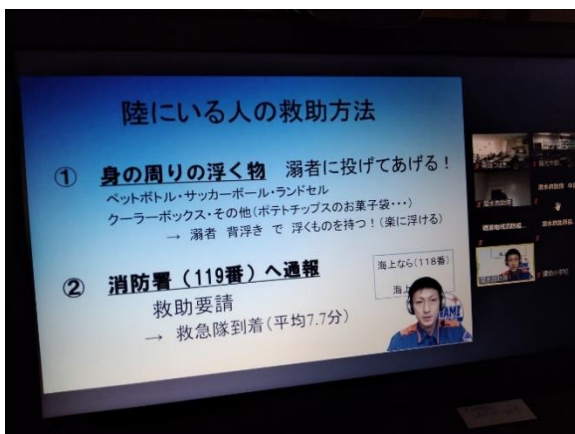 陸にいる人の救助方法
① 身の周りの浮く物 溺者に投げてあげる！
ペットボトル・サッカーボール・ランドセル
クーラーボックス・その他（ポテトチップスのお菓子袋・・・）
→ 溺者 背浮き で 浮くものを持つ！（楽に浮ける）
② 消防署（119番）へ通報
救助要請
→ 救急隊到着（平均7.7分）
海上なら（118番）
海上